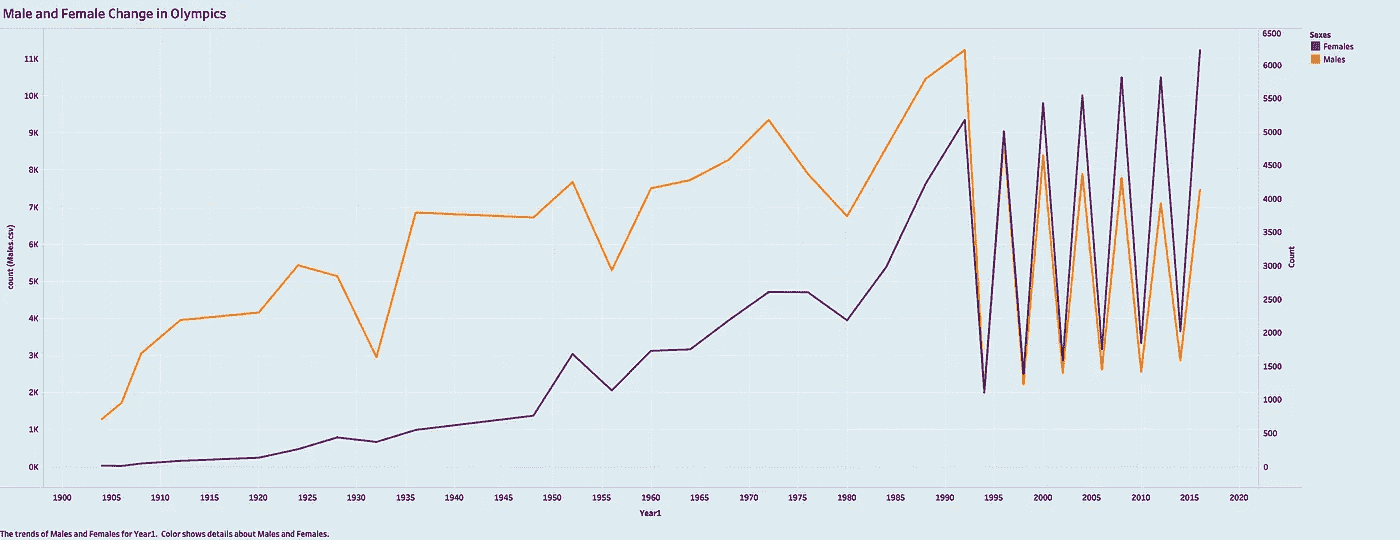 Male and Female Change in Olympics
Sexes
Females
Males
11K
10K
9K
8K
7K
6K
5K
4K
3K
2K
1K
0K
count (Males.csv)
6500
6000
5500
5000
4500
4000
3500
3000
2500
2000
1500
1000
500
0
Count
1900 1905 1910 1915 1920 1925 1930 1935 1940 1945 1950 1955 1960 1965 1970 1975 1980 1985 1990 1995 2000 2005 2010 2015 2020
Year1
The trends of Males and Females for Year1. Color shows details about Males and Females.